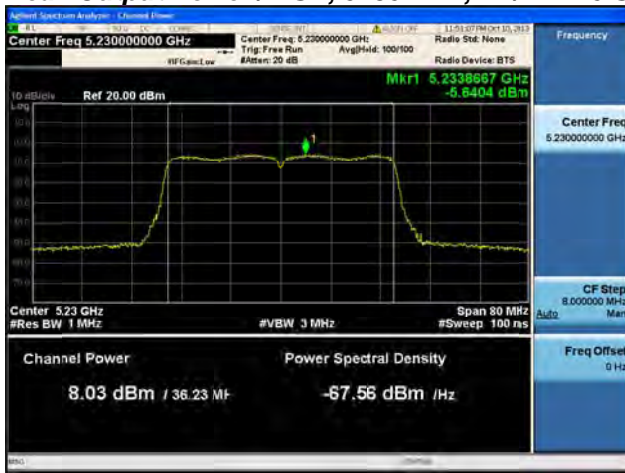 Agilent Spectrum Analyzer - Channel Power
11:51:07 PM Oct 10, 2013
Center Freq 5.230000000 GHz
Center Freq: 5.230000000 GHz
Radio Std: None
Trig: Free Run
Avg|Hold: 100/100
#IFGain:Low
#Atten: 20 dB
Radio Device: BTS
Mkr1 5.2338667 GHz
-5.6404 dBm
10 dB/div
Ref 20.00 dBm
Log
1
Center 5.23 GHz
Span 80 MHz
#Res BW 1 MHz
#VBW 3 MHz
#Sweep 100 ms
Channel Power
Power Spectral Density
8.03 dBm / 36.23 MH
-67.56 dBm /Hz
MSG
Frequency
Center Freq
5.230000000 GHz
CF Step
8.000000 MHz
Auto Man
Freq Offset
0 Hz